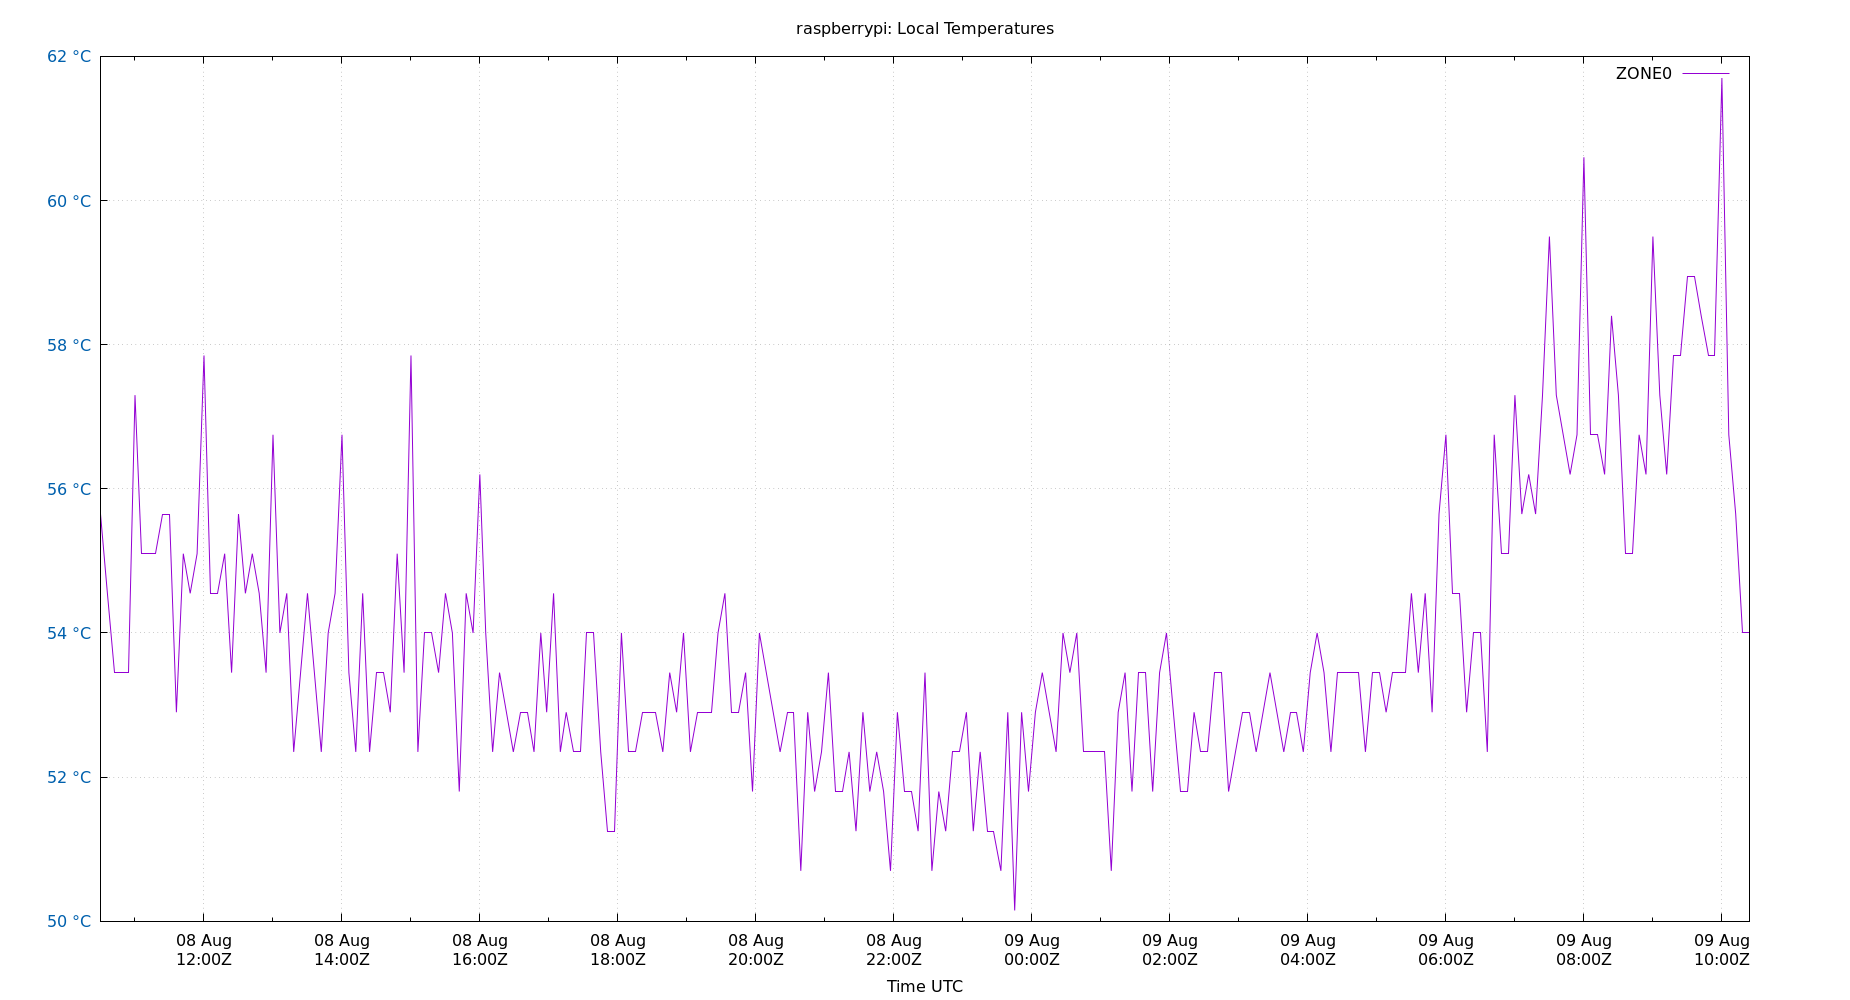 raspberrypi: Local Temperatures
ZONE0
62 °C
60 °C
58 °C
56 °C
54 °C
52 °C
50 °C
08 Aug 08 Aug 08 Aug 08 Aug 08 Aug 08 Aug 09 Aug 09 Aug 09 Aug 09 Aug 09 Aug 09 Aug
12:00Z 14:00Z 16:00Z 18:00Z 20:00Z 22:00Z 00:00Z 02:00Z 04:00Z 06:00Z 08:00Z 10:00Z
Time UTC